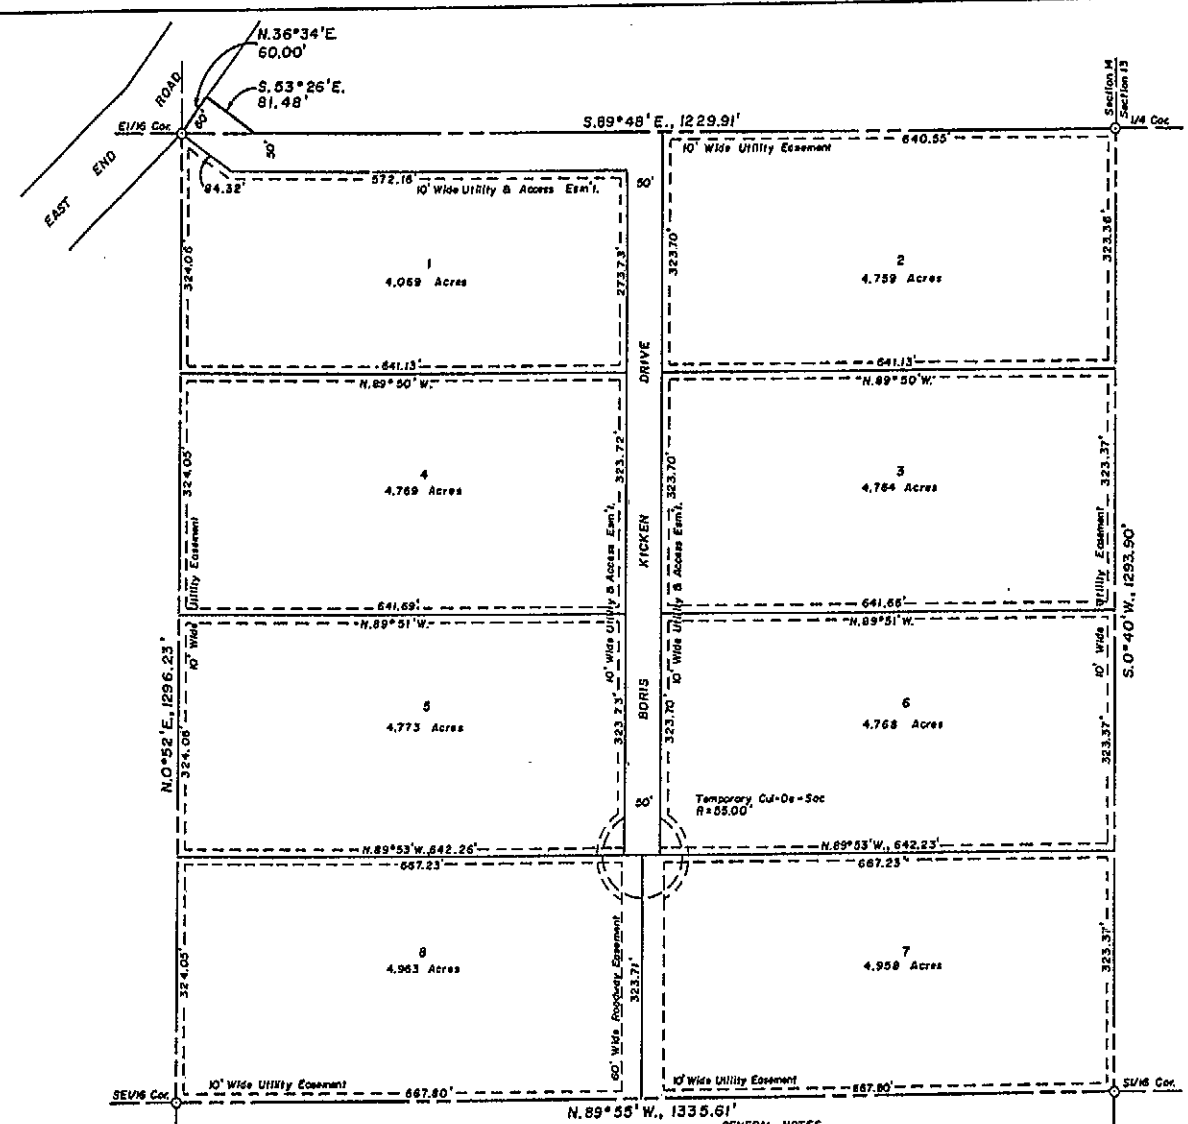 N.36°34'E.
60.00'
S.53°26'E.
81.48'
EAST END ROAD
60'
50'
E1/16 Cor.
S.89°48'E., 1229.91'
Section 14
Section 13
1/4 Cor.
84.32'
572.16'
10' Wide Utility & Access Esm't.
50'
10' Wide Utility Easement
640.55'
324.06'
1
4.069 Acres
273.73'
323.70'
2
4.759 Acres
323.36'
641.13'
N.89°50'W.
641.13'
N.89°50'W.
BORIS KICKEN DRIVE
324.05'
4
4.769 Acres
323.72'
323.70'
3
4.764 Acres
323.37'
10' Wide Utility Easement
10' Wide Utility & Access Esm't.
10' Wide Utility & Access Esm't.
10' Wide Utility Easement
641.69'
N.89°51'W.
641.66'
N.89°51'W.
N.0°52'E., 1296.23'
S.0°40'W., 1293.90'
324.06'
5
4.773 Acres
323.73'
323.70'
6
4.768 Acres
323.37'
50'
Temporary Cul-De-Sac
R=55.00'
N.89°53'W., 642.26'
667.23'
N.89°53'W., 642.23'
667.23'
324.05'
8
4.963 Acres
60' Wide Roadway Easement
323.71'
7
4.958 Acres
323.37'
10' Wide Utility Easement
667.80'
10' Wide Utility Easement
667.80'
SE1/16 Cor.
S1/16 Cor.
N.89°55'W., 1335.61'
GENERAL NOTES